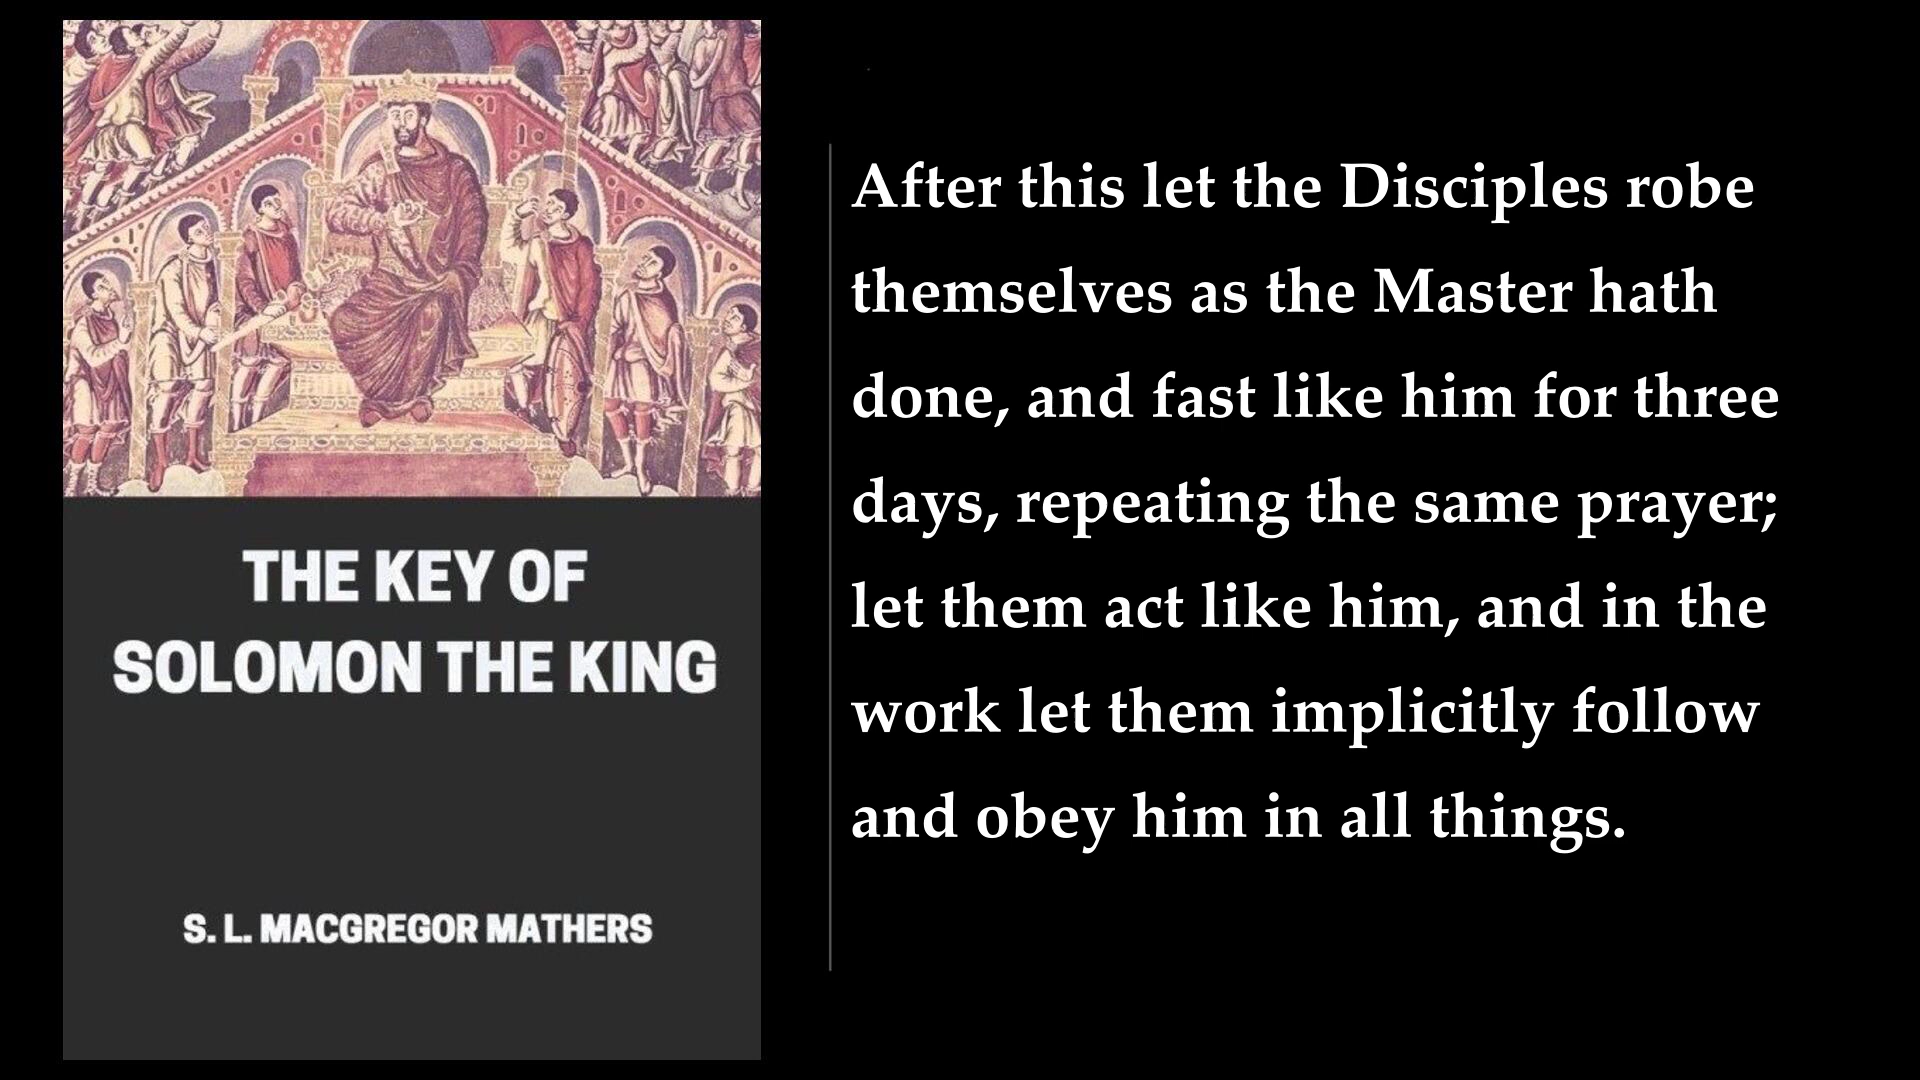 THE KEY OF
SOLOMON THE KING
S. L. MACGREGOR MATHERS
After this let the Disciples robe
themselves as the Master hath
done, and fast like him for three
days, repeating the same prayer;
let them act like him, and in the
work let them implicitly follow
and obey him in all things.